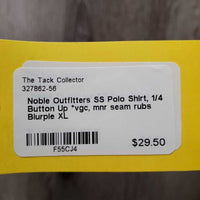 The Tack Collector
327862-56
Noble Outfitters SS Polo Shirt, 1/4
Button Up *vgc, mnr seam rubs
Blurple XL
$29.50
F55CJ4